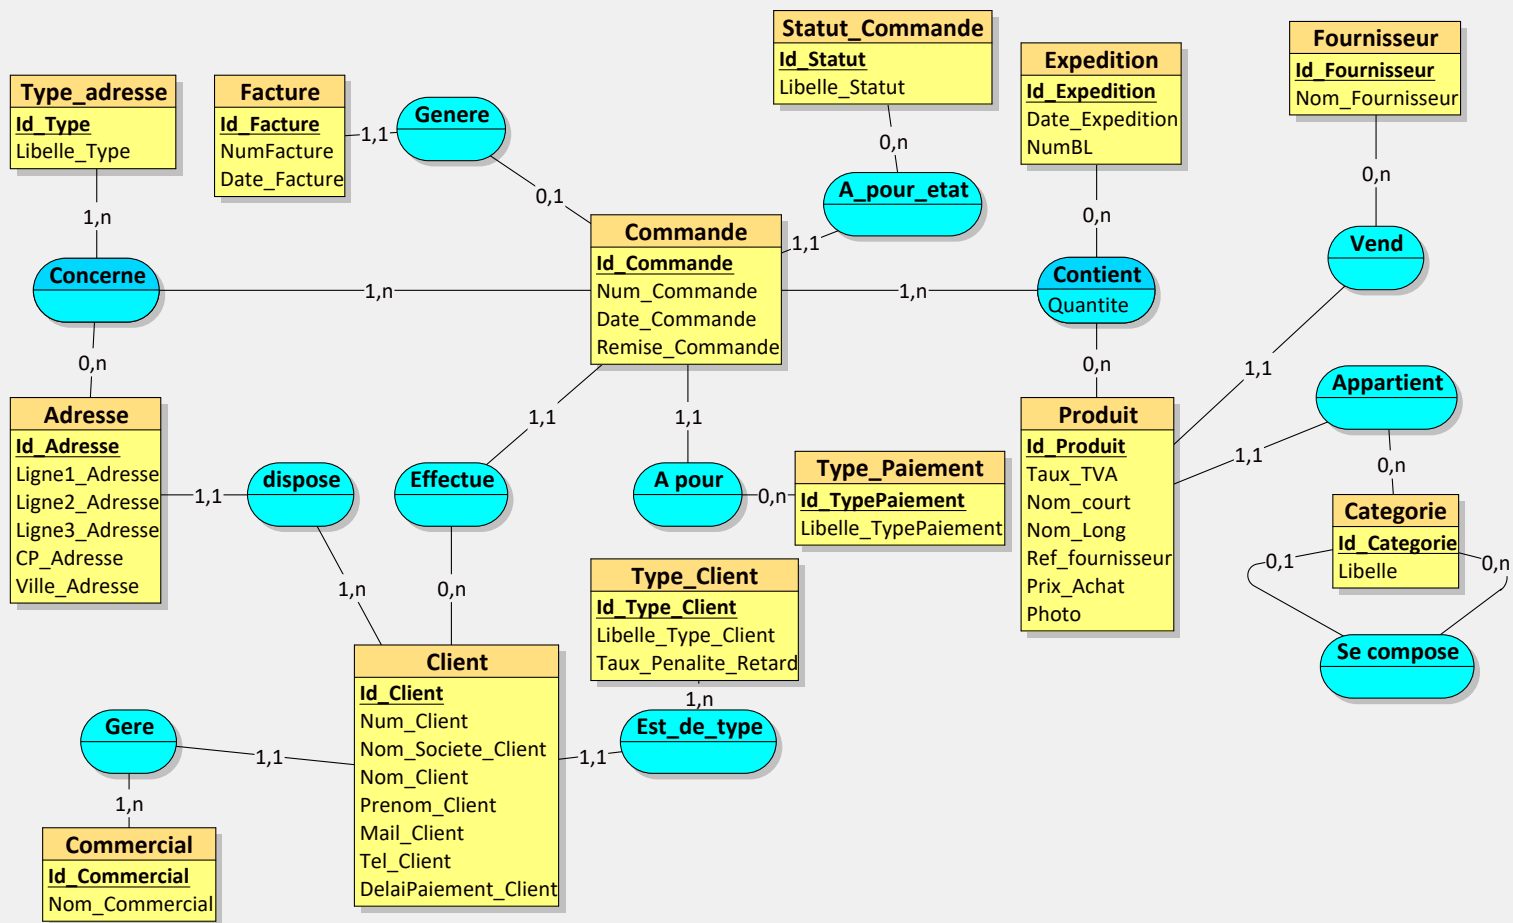 Statut_Commande
Id_Statut
Libelle_Statut
Fournisseur
Id_Fournisseur
Nom_Fournisseur
Expedition
Id_Expedition
Date_Expedition
NumBL
Type_adresse
Id_Type
Libelle_Type
Facture
Id_Facture
NumFacture
Date_Facture
1,1
Genere
0,1
0,n
A_pour_etat
1,1
0,n
0,n
Vend
1,1
1,n
Concerne
1,n
Commande
Id_Commande
Num_Commande
Date_Commande
Remise_Commande
1,n
Contient
Quantite
0,n
0,n
Adresse
Id_Adresse
Ligne1_Adresse
Ligne2_Adresse
Ligne3_Adresse
CP_Adresse
Ville_Adresse
1,1
dispose
1,n
1,1
Effectue
0,n
1,1
A pour
0,n
Type_Paiement
Id_TypePaiement
Libelle_TypePaiement
Produit
Id_Produit
Taux_TVA
Nom_court
Nom_Long
Ref_fournisseur
Prix_Achat
Photo
1,1
Appartient
0,n
Categorie
Id_Categorie
Libelle
0,1
0,n
Se compose
Type_Client
Id_Type_Client
Libelle_Type_Client
Taux_Penalite_Retard
1,n
Est_de_type
1,1
Client
Id_Client
Num_Client
Nom_Societe_Client
Nom_Client
Prenom_Client
Mail_Client
Tel_Client
DelaiPaiement_Client
Gere
1,1
1,n
Commercial
Id_Commercial
Nom_Commercial